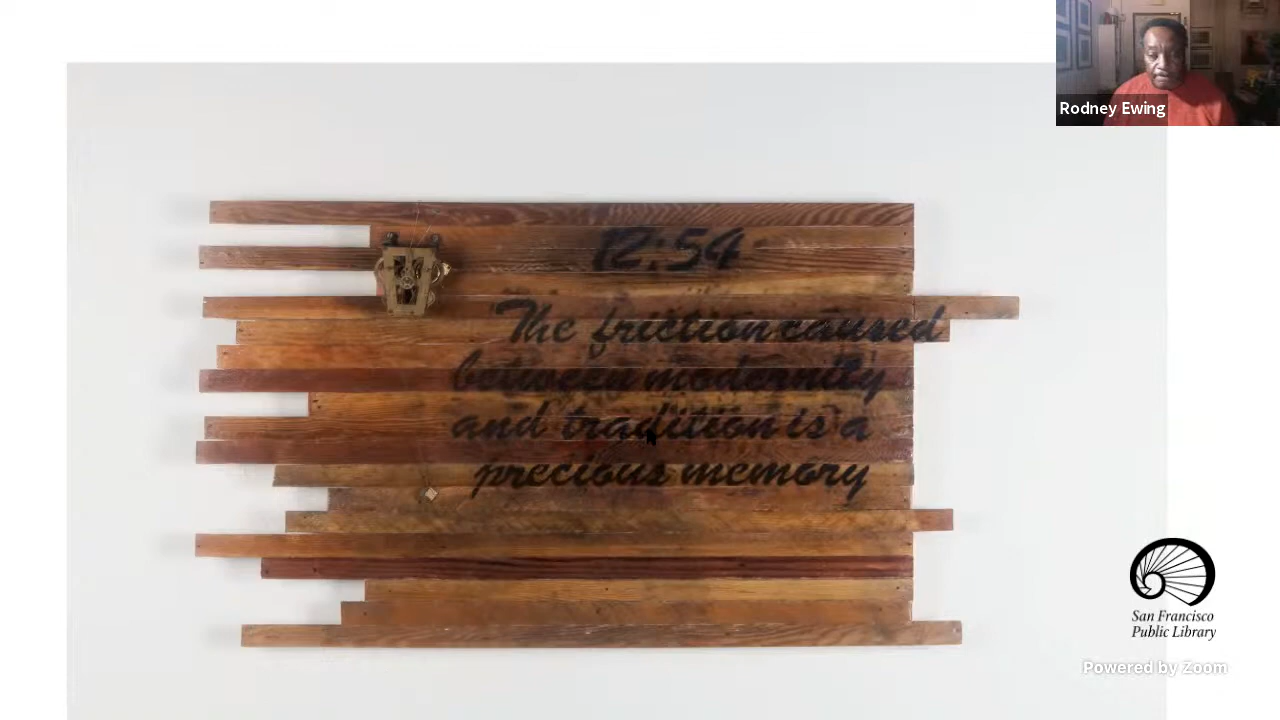 Rodney Ewing
12:54
The friction caused
between modernity
and tradition is a
precious memory
San Francisco
Public Library
Powered by Zoom